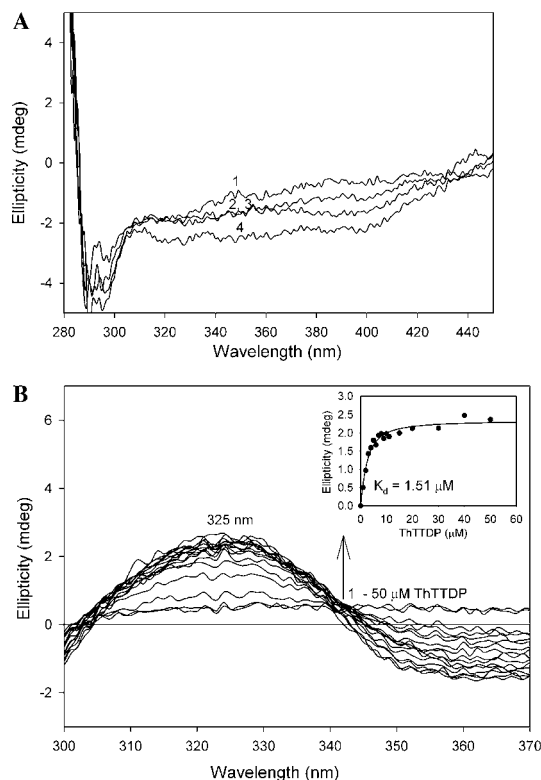 A
Ellipticity (mdeg)
4
2
0
-2
-4
1
2, 3
4
280 300 320 340 360 380 400 420 440
Wavelength (nm)
B
Ellipticity (mdeg)
6
4
2
0
-2
325 nm
1 - 50 μM ThTTDP
Ellipticity (mdeg)
3.0
2.5
2.0
1.5
1.0
0.5
0.0
Kd = 1.51 μM
0 10 20 30 40 50 60
ThTTDP (μM)
300 310 320 330 340 350 360 370
Wavelength (nm)